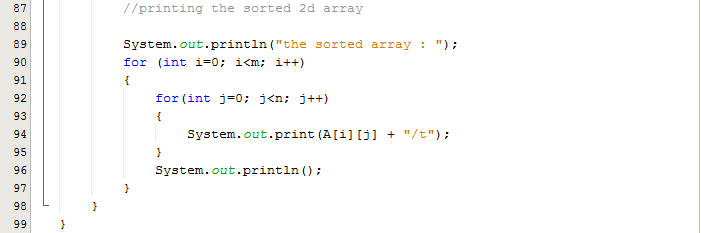 87 //printing the sorted 2d array
88
89 System.out.println("the sorted array : ");
90 for (int i=0; i<m; i++)
91 {
92 for(int j=0; j<n; j++)
93 {
94 System.out.print(A[i][j] + "/t");
95 }
96 System.out.println();
97 }
98 }
99 }